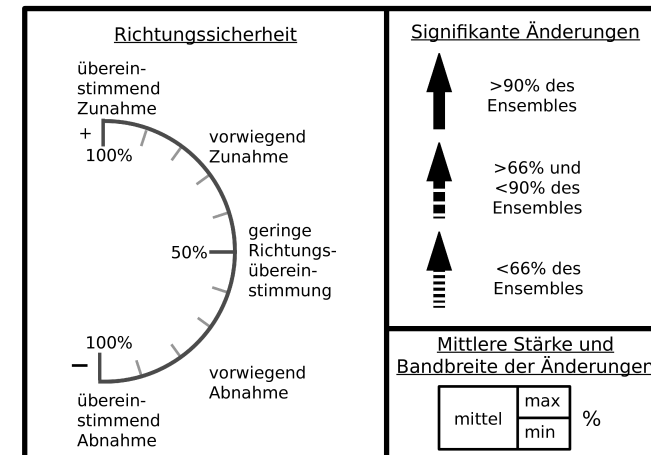 Richtungssicherheit
überein-
stimmend
Zunahme
+
100%
vorwiegend
Zunahme
50%
geringe
Richtungs-
überein-
stimmung
100%
−
vorwiegend
Abnahme
überein-
stimmend
Abnahme
Signifikante Änderungen
>90% des
Ensembles
>66% und
<90% des
Ensembles
<66% des
Ensembles
Mittlere Stärke und
Bandbreite der Änderungen
mittel
max
min
%